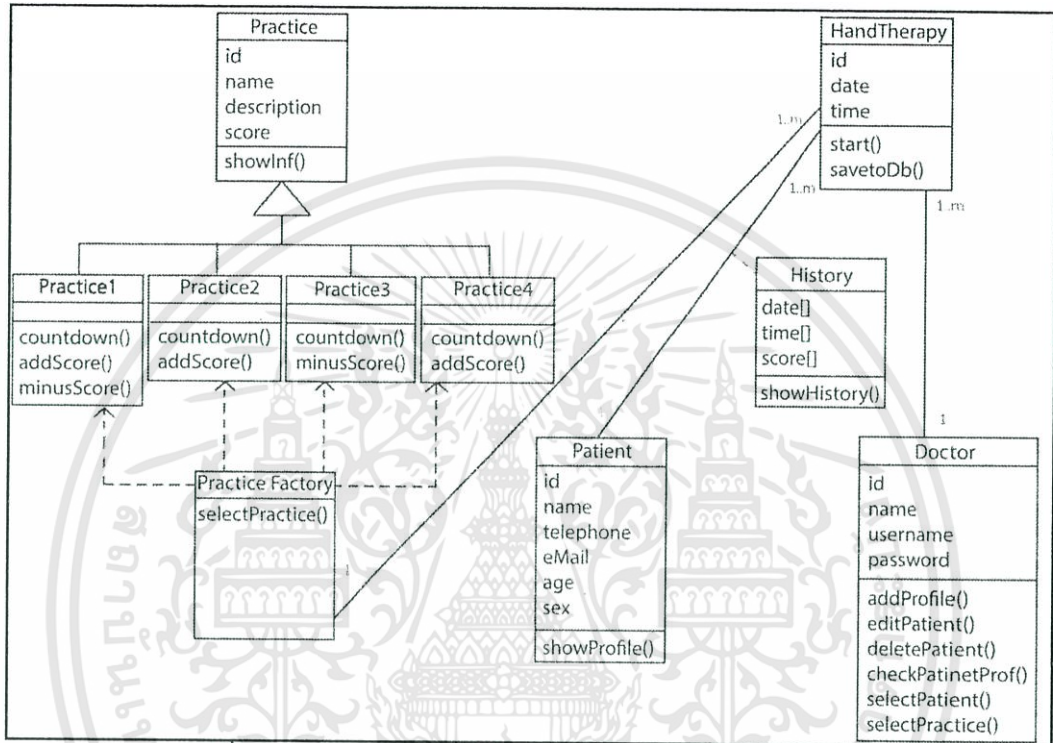 Practice
id
name
description
score
showInf()
HandTherapy
id
date
time
start()
savetoDb()
1..m
1..m
1..m
Practice1
countdown()
addScore()
minusScore()
Practice2
countdown()
addScore()
Practice3
countdown()
minusScore()
Practice4
countdown()
addScore()
History
date[]
time[]
score[]
showHistory()
1
1
Practice Factory
selectPractice()
Patient
id
name
telephone
eMail
age
sex
showProfile()
Doctor
id
name
username
password
addProfile()
editPatient()
deletePatient()
checkPatinetProf()
selectPatient()
selectPractice()